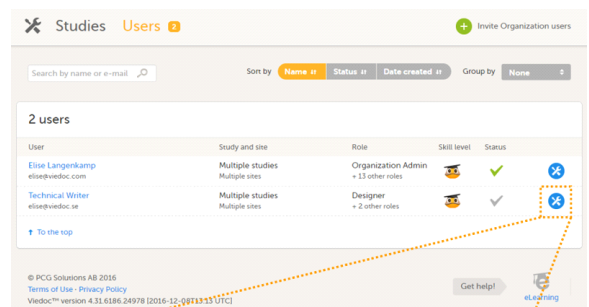 Studies Users 2
Invite Organization users
Search by name or e-mail
Sort by Name Status Date created Group by None
2 users
User Study and site Role Skill level Status
Elise Langenkamp Multiple studies Organization Admin
elise@viedoc.com Multiple sites + 13 other roles
Technical Writer Multiple studies Designer
elise@viedoc.se Multiple sites + 2 other roles
↑ To the top
© PCG Solutions AB 2016
Terms of Use - Privacy Policy
Get help!
eLearning
Viedoc™ version 4.31.6186.24978 [2016-12-08T13:13 UTC]